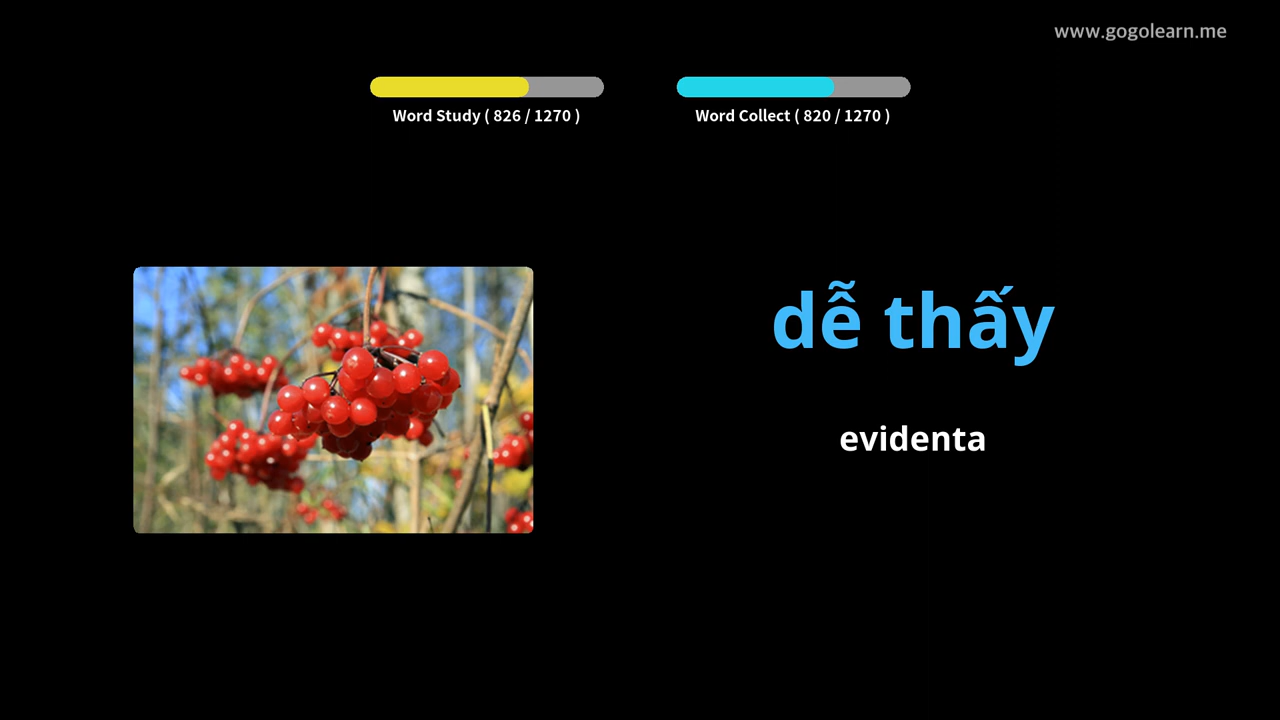 www.gogolearn.me
Word Study ( 826 / 1270 )
Word Collect ( 820 / 1270 )
dễ thấy
evidenta